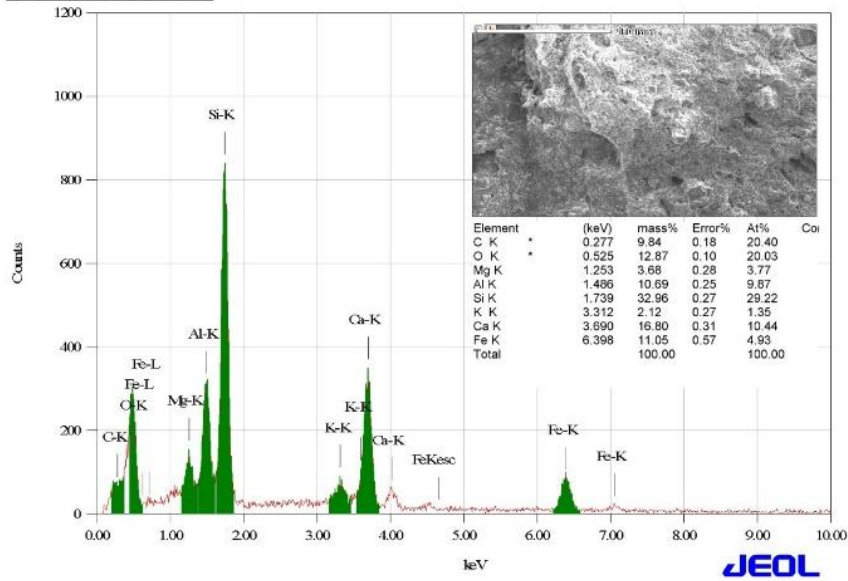 1200
1000
800
600
400
200
0
Counts
0.00 1.00 2.00 3.00 4.00 5.00 6.00 7.00 8.00 9.00 10.00
keV
C-K
O-K
Fe-L
Fe-L
Mg-K
Al-K
Si-K
K-K
K-K
Ca-K
Ca-K
FeKesc
Fe-K
Fe-K
Element (keV) mass% Error% At% Co
C K * 0.277 9.84 0.18 20.40
O K * 0.525 12.87 0.10 20.03
Mg K 1.253 3.68 0.28 3.77
Al K 1.486 10.69 0.25 9.87
Si K 1.739 32.96 0.27 29.22
K K 3.312 2.12 0.27 1.35
Ca K 3.690 16.80 0.31 10.44
Fe K 6.398 11.05 0.57 4.93
Total 100.00 100.00
JEOL